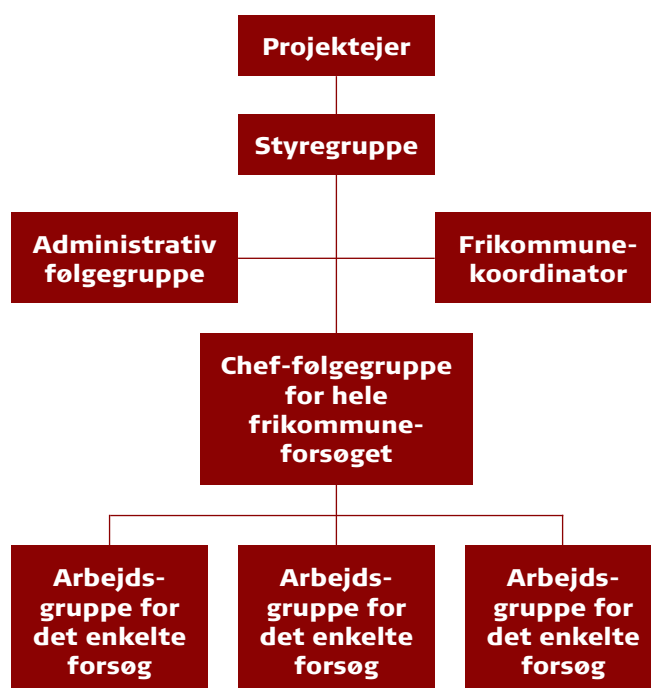 Projektejer
Styregruppe
Administrativ
følgegruppe
Frikommune-
koordinator
Chef-følgegruppe
for hele
frikommune-
forsøget
Arbejds-
gruppe for
det enkelte
forsøg
Arbejds-
gruppe for
det enkelte
forsøg
Arbejds-
gruppe for
det enkelte
forsøg